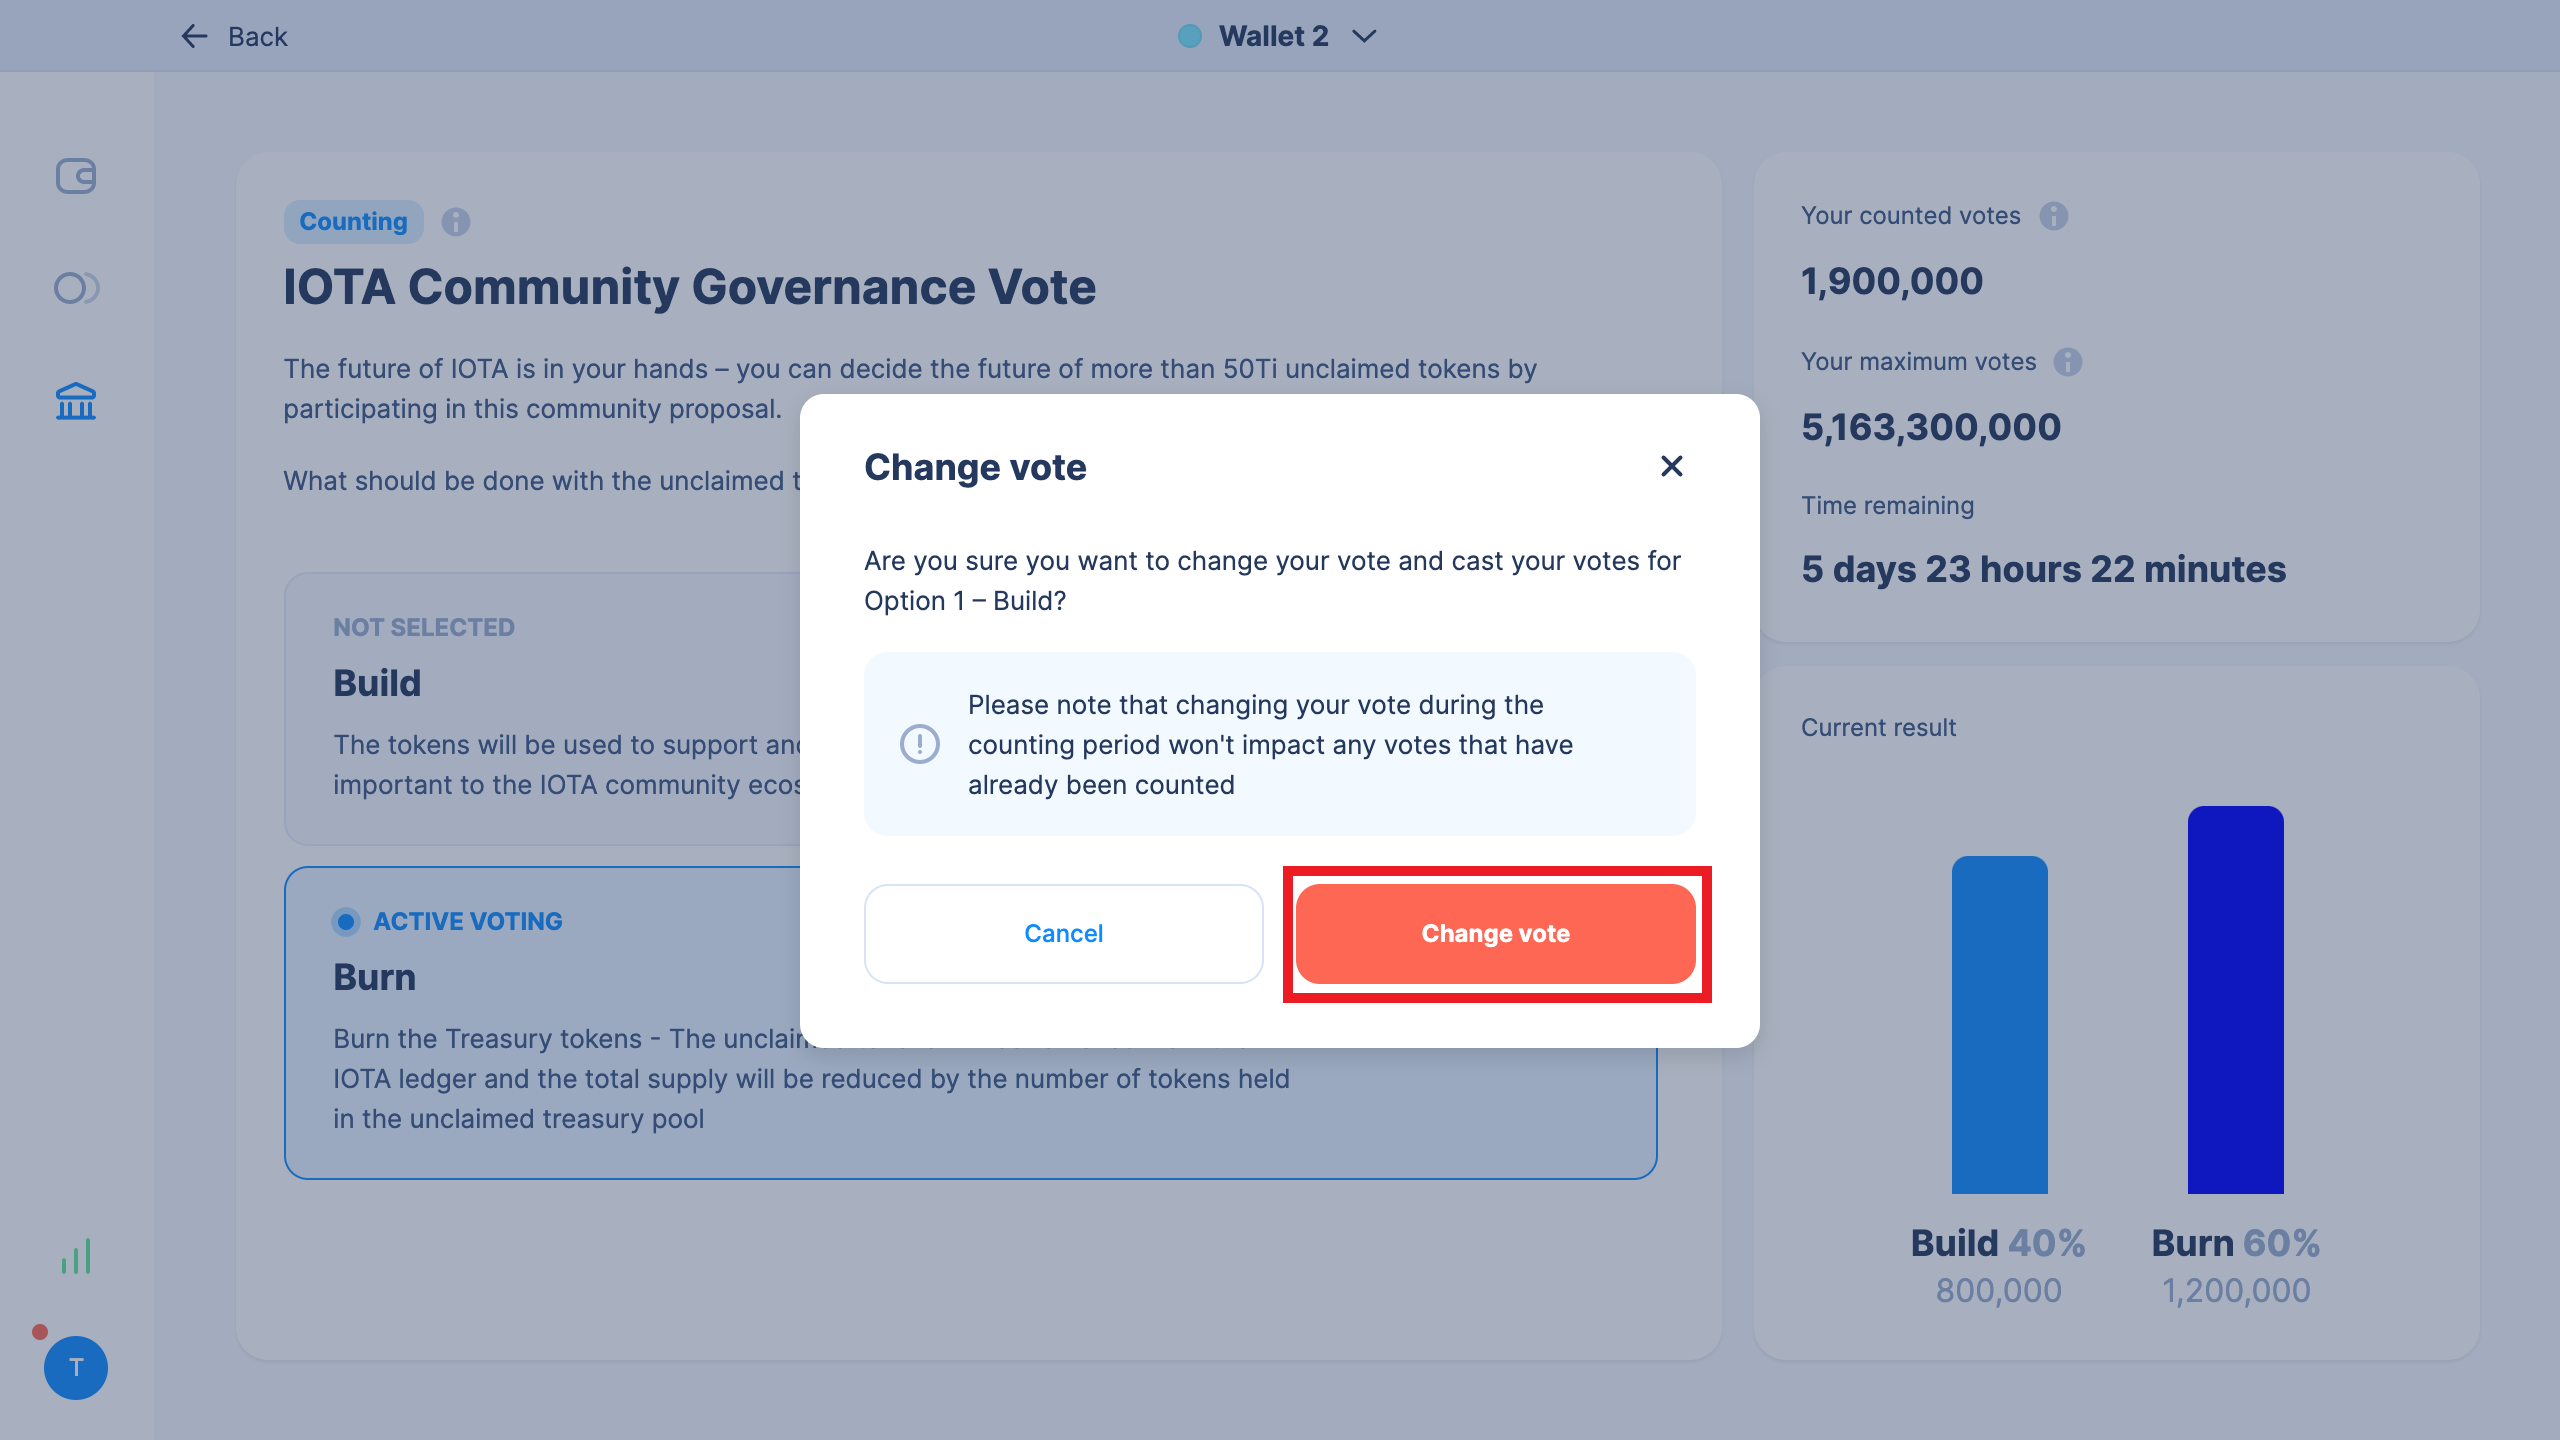 Back
Wallet 2
Counting
IOTA Community Governance Vote
The future of IOTA is in your hands – you can decide the future of more than 50Ti unclaimed tokens by
participating in this community proposal.
What should be done with the unclaimed
NOT SELECTED
Build
The tokens will be used to support
important to the IOTA community
ACTIVE VOTING
Burn
Burn the Treasury tokens - The
IOTA ledger and the total supply will be reduced by the number of tokens held
in the unclaimed treasury pool
Change vote
Are you sure you want to change your vote and cast your votes for
Option 1 – Build?
Please note that changing your vote during the
counting period won't impact any votes that have
already been counted
Cancel
Change vote
Your counted votes
1,900,000
Your maximum votes
5,163,300,000
Time remaining
5 days 23 hours 22 minutes
Current result
Build 40%
800,000
Burn 60%
1,200,000
T